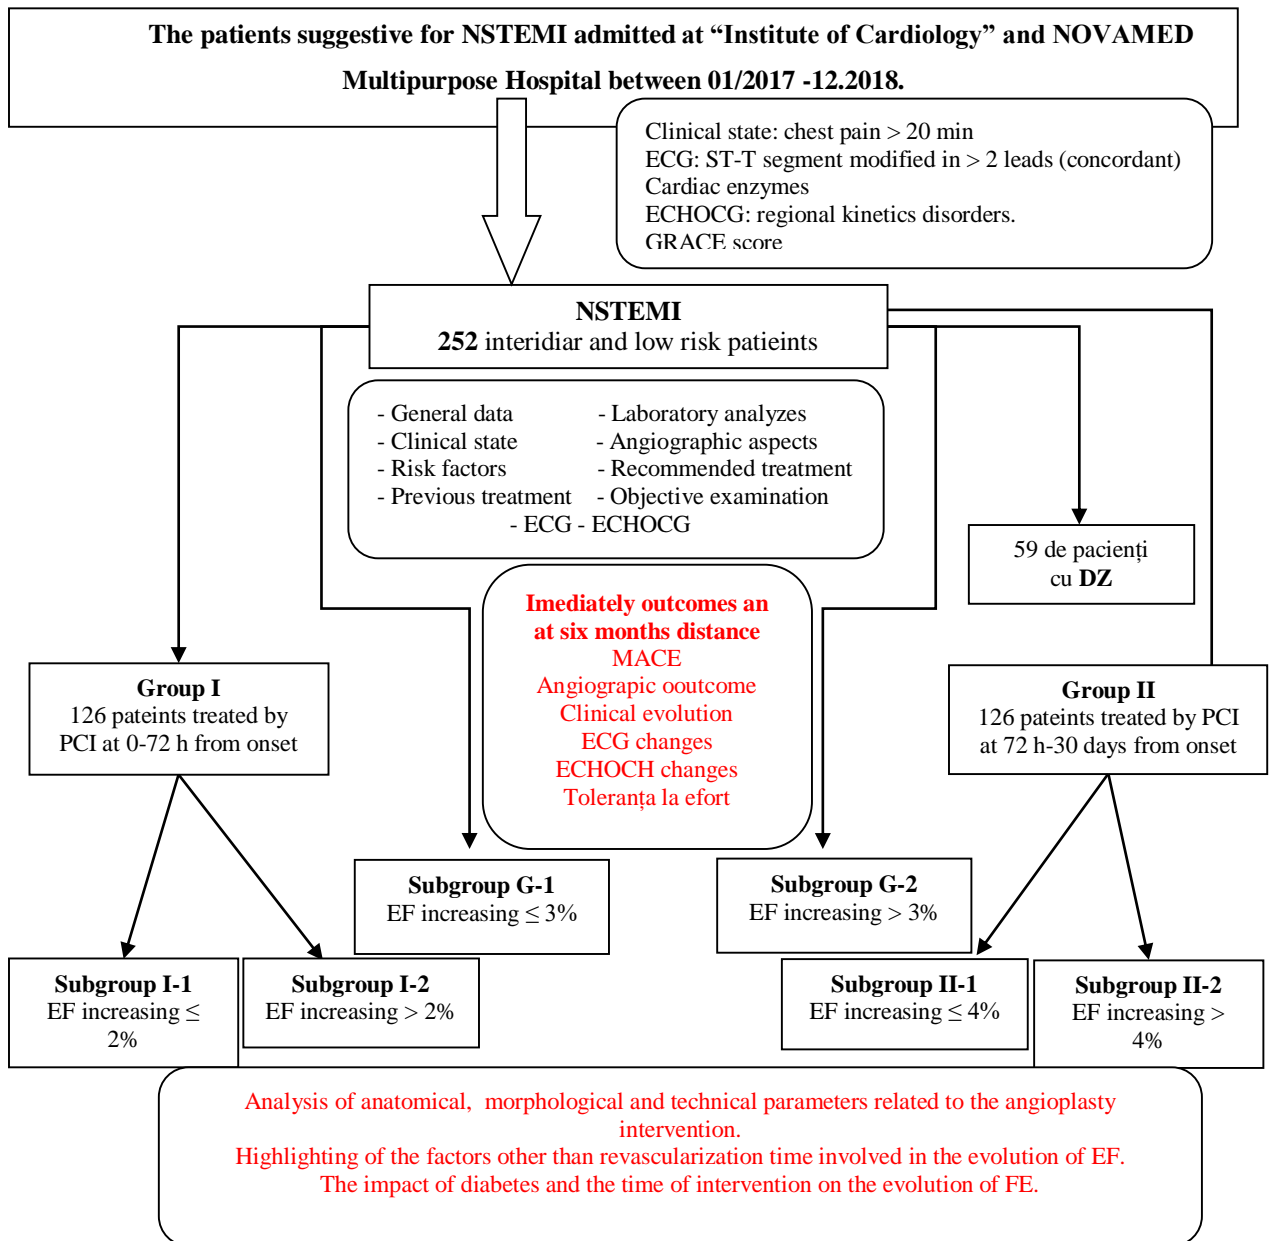 The patients suggestive for NSTEMI admitted at “Institute of Cardiology” and NOVAMED
Multipurpose Hospital between 01/2017 -12.2018.
Clinical state: chest pain > 20 min
ECG: ST-T segment modified in > 2 leads (concordant)
Cardiac enzymes
ECHOCG: regional kinetics disorders.
GRACE score
NSTEMI
252 interidiar and low risk patieints
- General data - Laboratory analyzes
- Clinical state - Angiographic aspects
- Risk factors - Recommended treatment
- Previous treatment - Objective examination
- ECG - ECHOCG
59 de pacienți
cu DZ
Imediately outcomes an
at six months distance
MACE
Angiograpic ooutcome
Clinical evolution
ECG changes
ECHOCH changes
Toleranța la efort
Group I
126 pateints treated by
PCI at 0-72 h from onset
Group II
126 pateints treated by PCI
at 72 h-30 days from onset
Subgroup G-1
EF increasing ≤ 3%
Subgroup G-2
EF increasing > 3%
Subgroup I-1
EF increasing ≤
2%
Subgroup I-2
EF increasing > 2%
Subgroup II-1
EF increasing ≤ 4%
Subgroup II-2
EF increasing >
4%
Analysis of anatomical, morphological and technical parameters related to the angioplasty
intervention.
Highlighting of the factors other than revascularization time involved in the evolution of EF.
The impact of diabetes and the time of intervention on the evolution of FE.